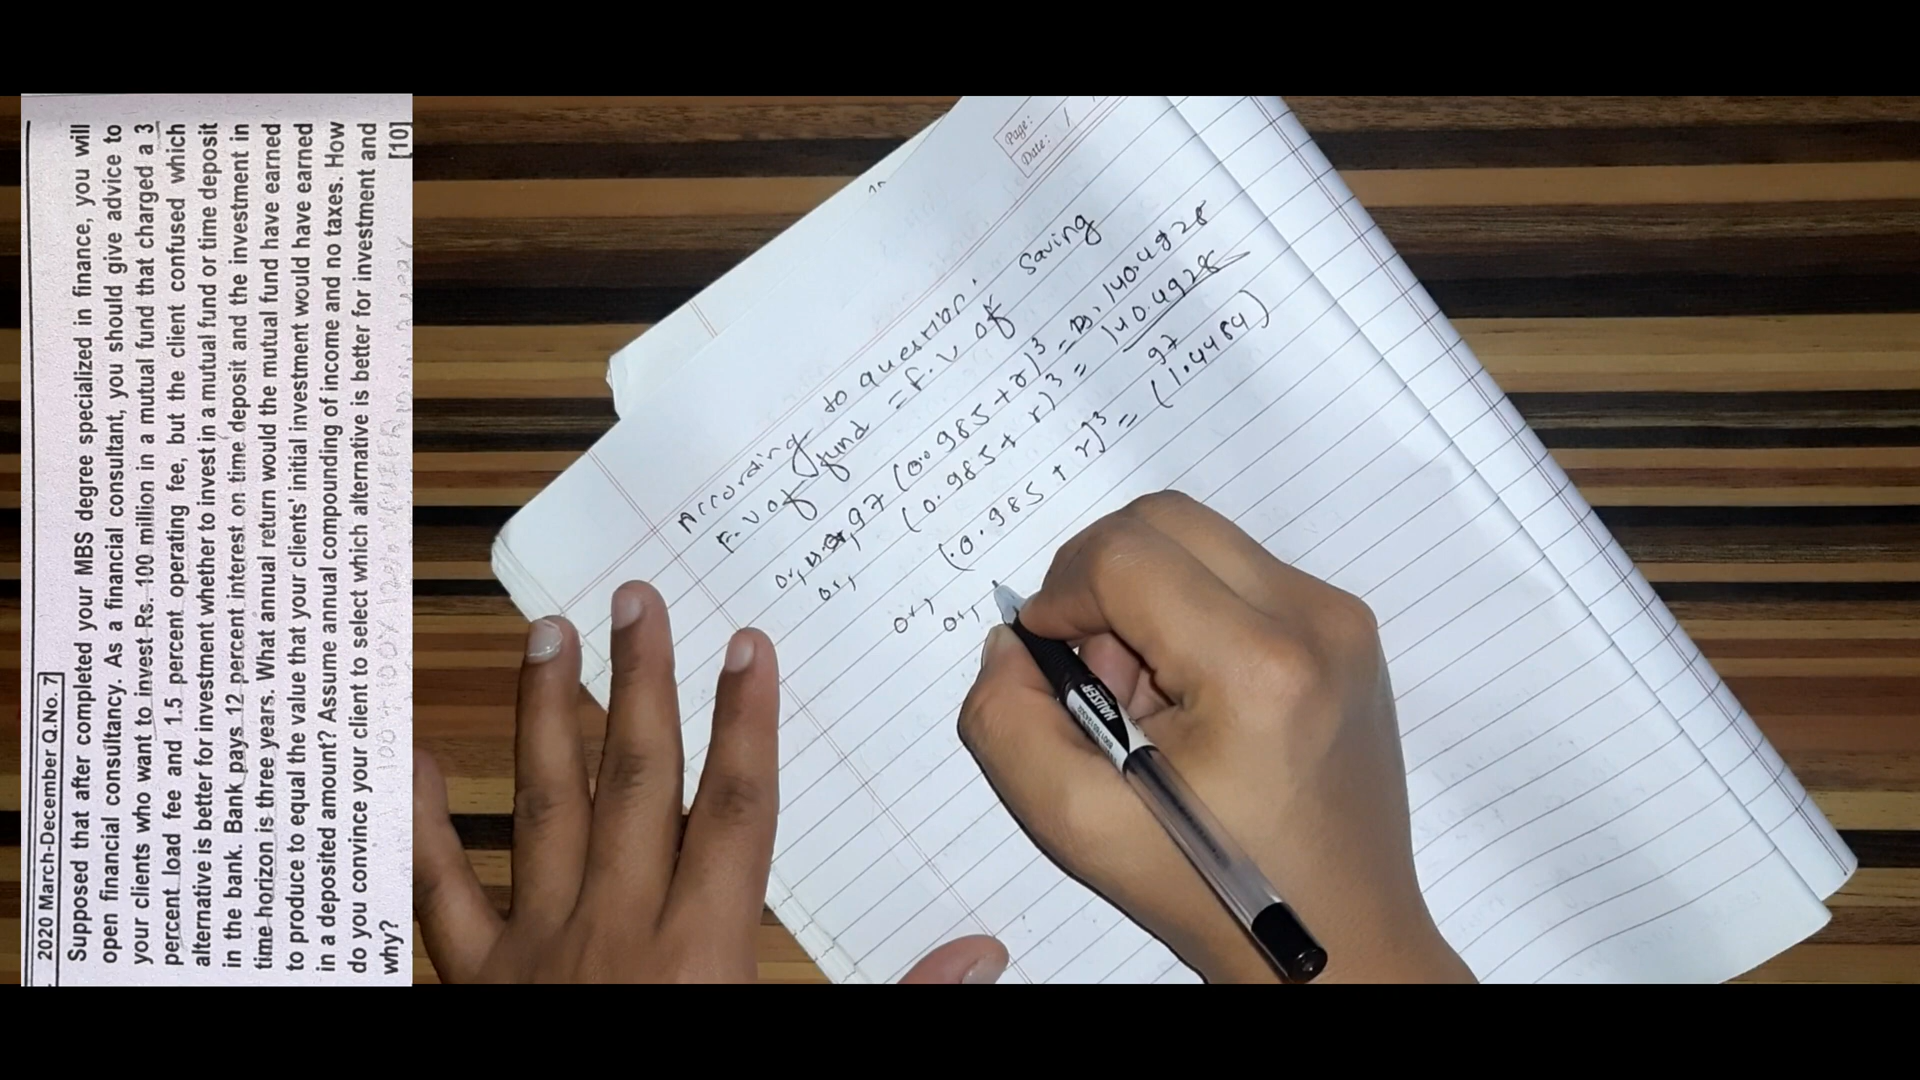 2020 March-December Q.No. 7
Supposed that after completed your MBS degree specialized in finance, you will
open financial consultancy. As a financial consultant, you should give advice to
your clients who want to invest Rs. 100 million in a mutual fund that charged a 3
percent load fee and 1.5 percent operating fee, but the client confused which
alternative is better for investment whether to invest in a mutual fund or time deposit
in the bank. Bank pays 12 percent interest on time deposit and the investment in
time horizon is three years. What annual return would the mutual fund have earned
to produce to equal the value that your clients' initial investment would have earned
in a deposited amount? Assume annual compounding of income and no taxes. How
do you convince your client to select which alternative is better for investment and
why? [10]
Page:
Date: /
According to question.
F.V of fund = F.V of saving
or, 97 (0.985 + r)³ = Rs. 140.4928
or, (0.985 + r)³ = 140.4928
97
or, (0.985 + r)³ = (1.4484)
or,
HAUSER